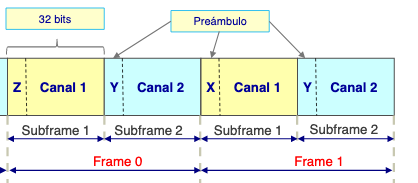 32 bits
Preámbulo
Z Canal 1 Y Canal 2 X Canal 1 Y Canal 2
Subframe 1 Subframe 2 Subframe 1 Subframe 2
Frame 0 Frame 1